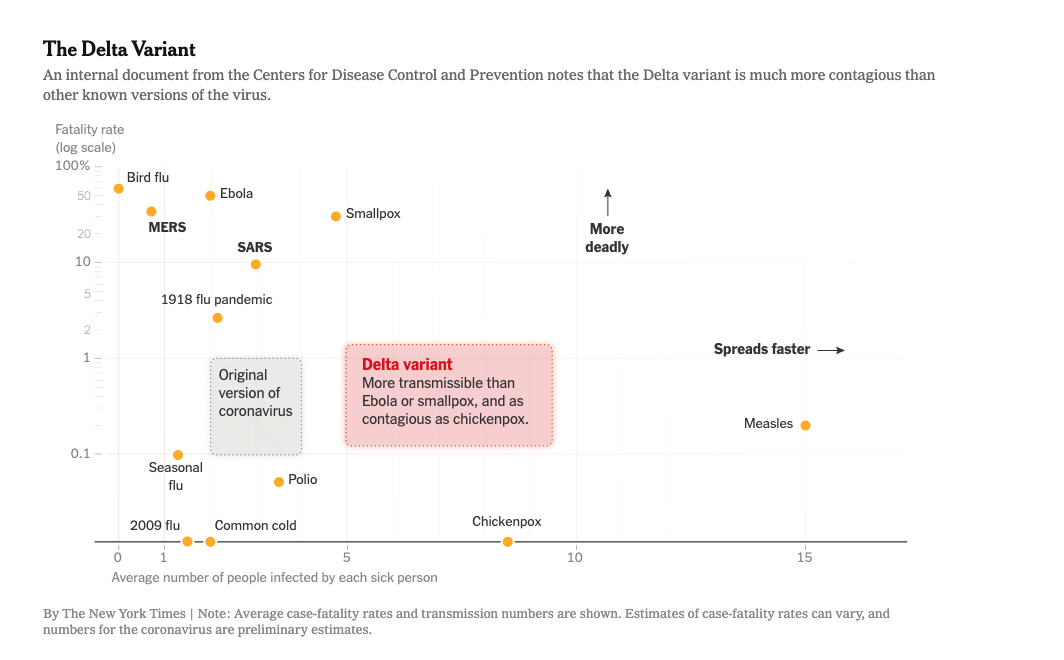 The Delta Variant
An internal document from the Centers for Disease Control and Prevention notes that the Delta variant is much more contagious than
other known versions of the virus.
Fatality rate
(log scale)
100%
50
20
10
5
2
1
0.1
Bird flu
Ebola
MERS
Smallpox
SARS
More
deadly
1918 flu pandemic
Spreads faster
Original
version of
coronavirus
Delta variant
More transmissible than
Ebola or smallpox, and as
contagious as chickenpox.
Measles
Seasonal
flu
Polio
2009 flu
Common cold
Chickenpox
0
1
5
10
15
Average number of people infected by each sick person
By The New York Times | Note: Average case-fatality rates and transmission numbers are shown. Estimates of case-fatality rates can vary, and
numbers for the coronavirus are preliminary estimates.